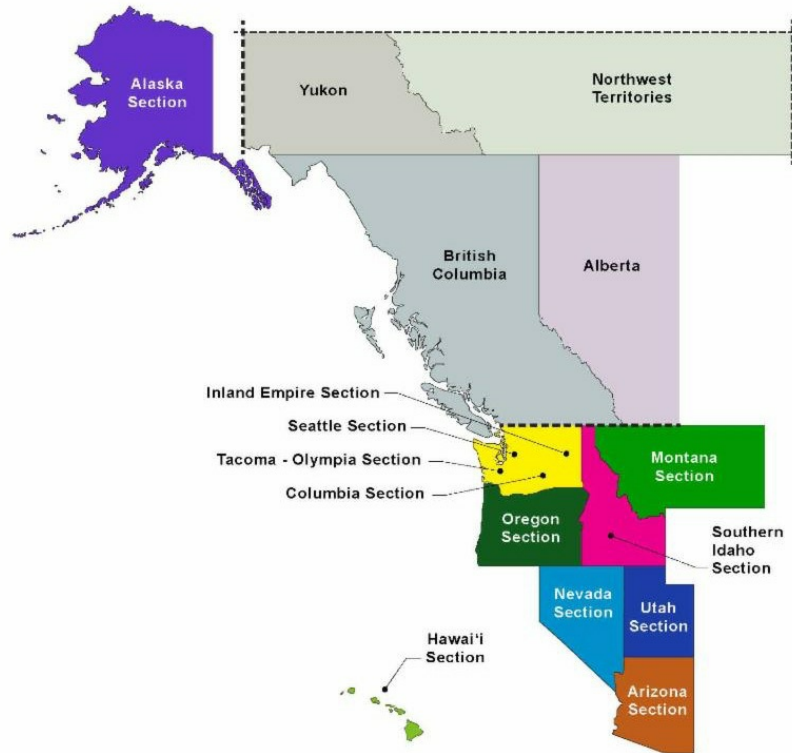 Alaska
Section
Yukon
Northwest
Territories
British
Columbia
Alberta
Inland Empire Section
Seattle Section
Tacoma - Olympia Section
Columbia Section
Montana
Section
Oregon
Section
Southern
Idaho
Section
Nevada
Section
Utah
Section
Hawai‘i
Section
Arizona
Section